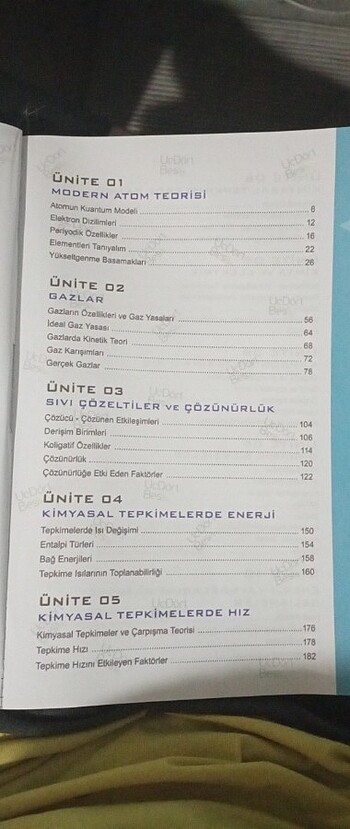 ÜNİTE 01
MODERN ATOM TEORİSİ
Atomun Kuantum Modeli 6
Elektron Dizilimleri 12
Periyodik Özellikler 16
Elementleri Tanıyalım 22
Yükseltgenme Basamakları 26
ÜNİTE 02
GAZLAR
Gazların Özellikleri ve Gaz Yasaları 56
İdeal Gaz Yasası 64
Gazlarda Kinetik Teori 68
Gaz Karışımları 72
Gerçek Gazlar 78
ÜNİTE 03
SIVI ÇÖZELTİLER VE ÇÖZÜNÜRLÜK
Çözücü - Çözünen Etkileşimleri 104
Derişim Birimleri 106
Koligatif Özellikler 114
Çözünürlük 120
Çözünürlüğe Etki Eden Faktörler 122
ÜNİTE 04
KİMYASAL TEPKİMELERDE ENERJİ
Tepkimelerde Isı Değişimi 150
Entalpi Türleri 154
Bağ Enerjileri 158
Tepkime Isılarının Toplanabilirliği 160
ÜNİTE 05
KİMYASAL TEPKİMELERDE HIZ
Kimyasal Tepkimeler ve Çarpışma Teorisi 176
Tepkime Hızı 178
Tepkime Hızını Etkileyen Faktörler 182